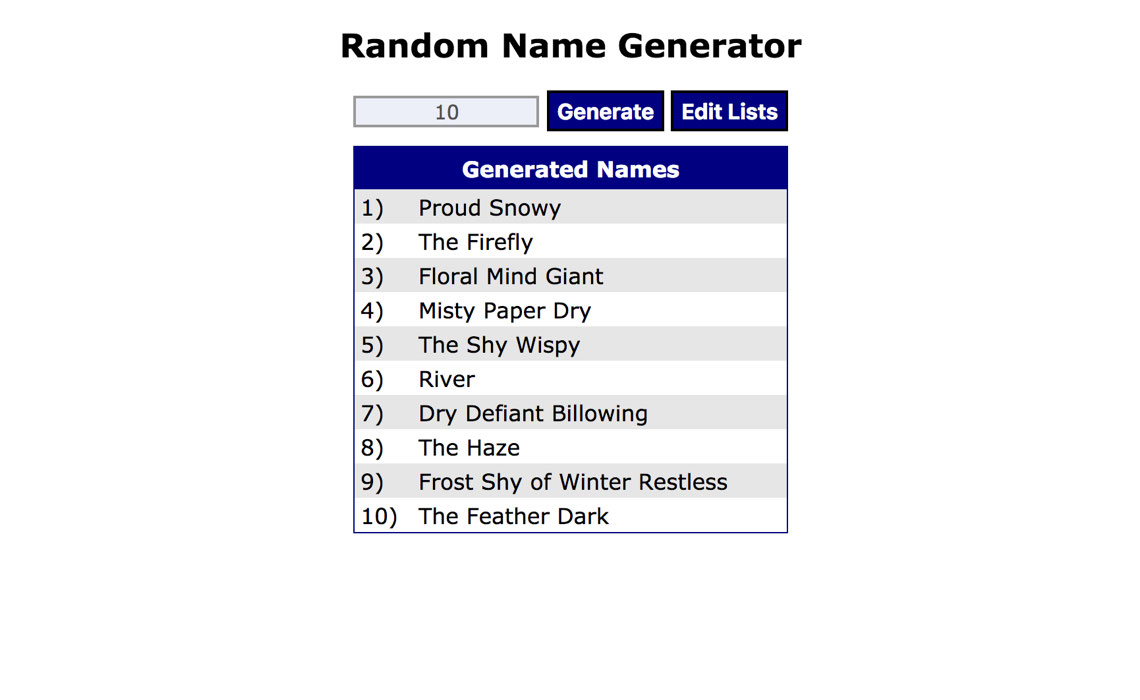 Random Name Generator
10 Generate Edit Lists
Generated Names
1) Proud Snowy
2) The Firefly
3) Floral Mind Giant
4) Misty Paper Dry
5) The Shy Wispy
6) River
7) Dry Defiant Billowing
8) The Haze
9) Frost Shy of Winter Restless
10) The Feather Dark